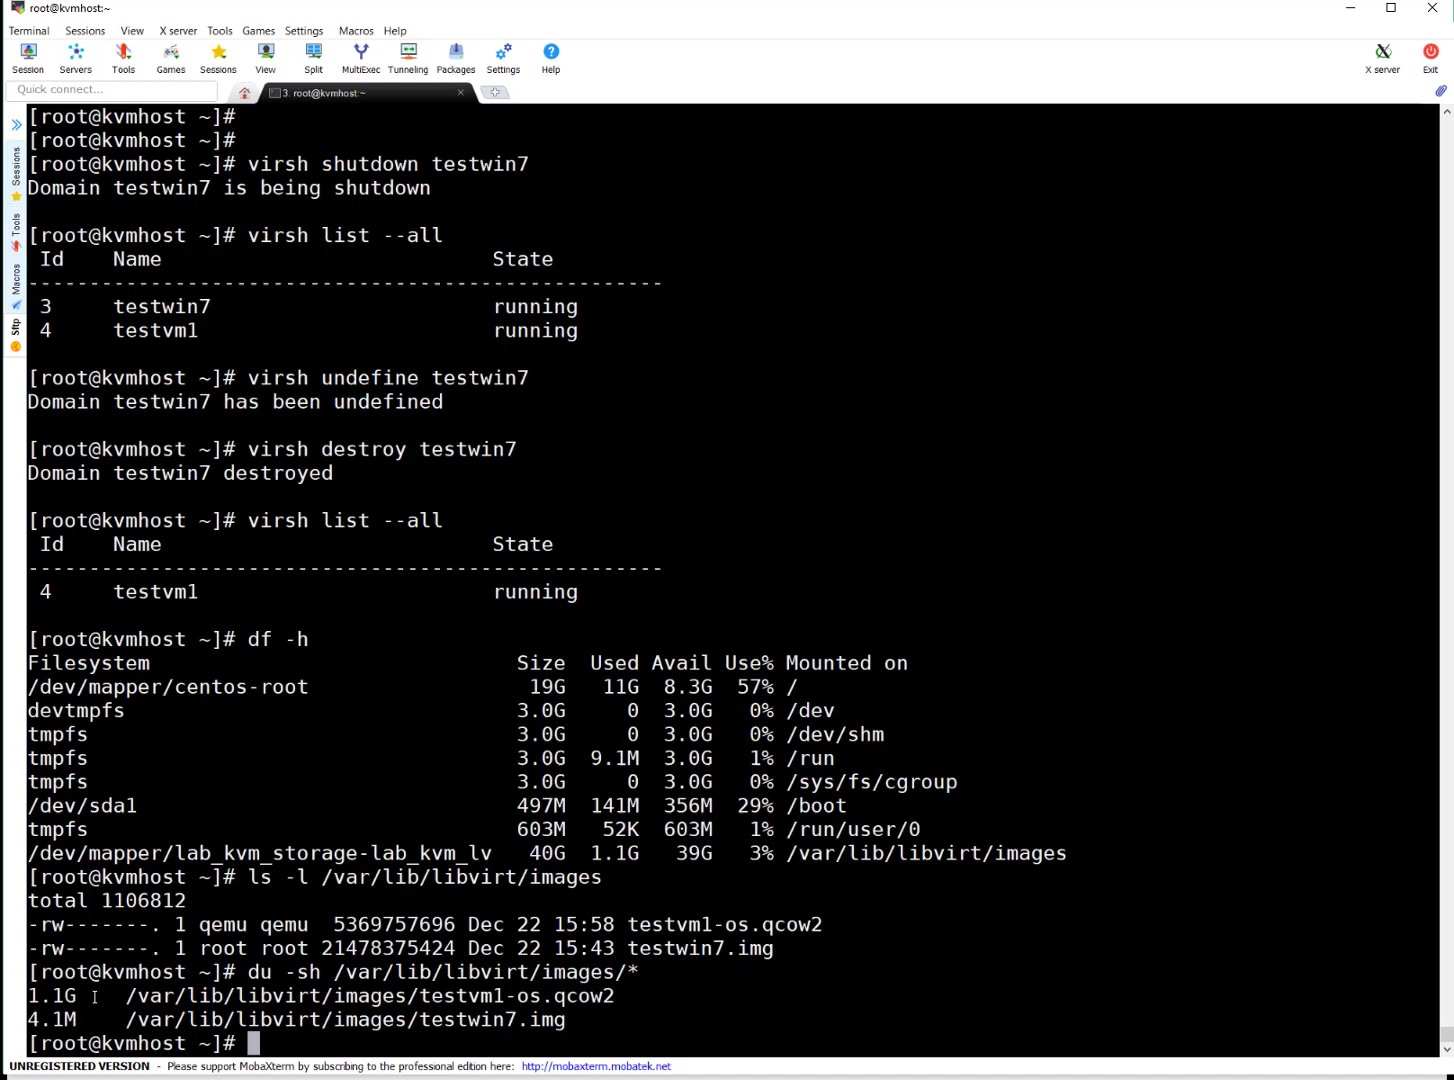 root@kvmhost:~
Terminal Sessions View X server Tools Games Settings Macros Help
Session Servers Tools Games Sessions View Split MultiExec Tunneling Packages Settings Help X server Exit
Quick connect... 3. root@kvmhost:~
Sessions
Tools
Macros
Sftp
[root@kvmhost ~]#
[root@kvmhost ~]#
[root@kvmhost ~]# virsh shutdown testwin7
Domain testwin7 is being shutdown
[root@kvmhost ~]# virsh list --all
Id Name State
----------------------------------------------------
3 testwin7 running
4 testvm1 running
[root@kvmhost ~]# virsh undefine testwin7
Domain testwin7 has been undefined
[root@kvmhost ~]# virsh destroy testwin7
Domain testwin7 destroyed
[root@kvmhost ~]# virsh list --all
Id Name State
----------------------------------------------------
4 testvm1 running
[root@kvmhost ~]# df -h
Filesystem Size Used Avail Use% Mounted on
/dev/mapper/centos-root 19G 11G 8.3G 57% /
devtmpfs 3.0G 0 3.0G 0% /dev
tmpfs 3.0G 0 3.0G 0% /dev/shm
tmpfs 3.0G 9.1M 3.0G 1% /run
tmpfs 3.0G 0 3.0G 0% /sys/fs/cgroup
/dev/sda1 497M 141M 356M 29% /boot
tmpfs 603M 52K 603M 1% /run/user/0
/dev/mapper/lab_kvm_storage-lab_kvm_lv 40G 1.1G 39G 3% /var/lib/libvirt/images
[root@kvmhost ~]# ls -l /var/lib/libvirt/images
total 1106812
-rw-------. 1 qemu qemu 5369757696 Dec 22 15:58 testvm1-os.qcow2
-rw-------. 1 root root 21478375424 Dec 22 15:43 testwin7.img
[root@kvmhost ~]# du -sh /var/lib/libvirt/images/*
1.1G /var/lib/libvirt/images/testvm1-os.qcow2
4.1M /var/lib/libvirt/images/testwin7.img
[root@kvmhost ~]#
UNREGISTERED VERSION - Please support MobaXterm by subscribing to the professional edition here: http://mobaxterm.mobatek.net